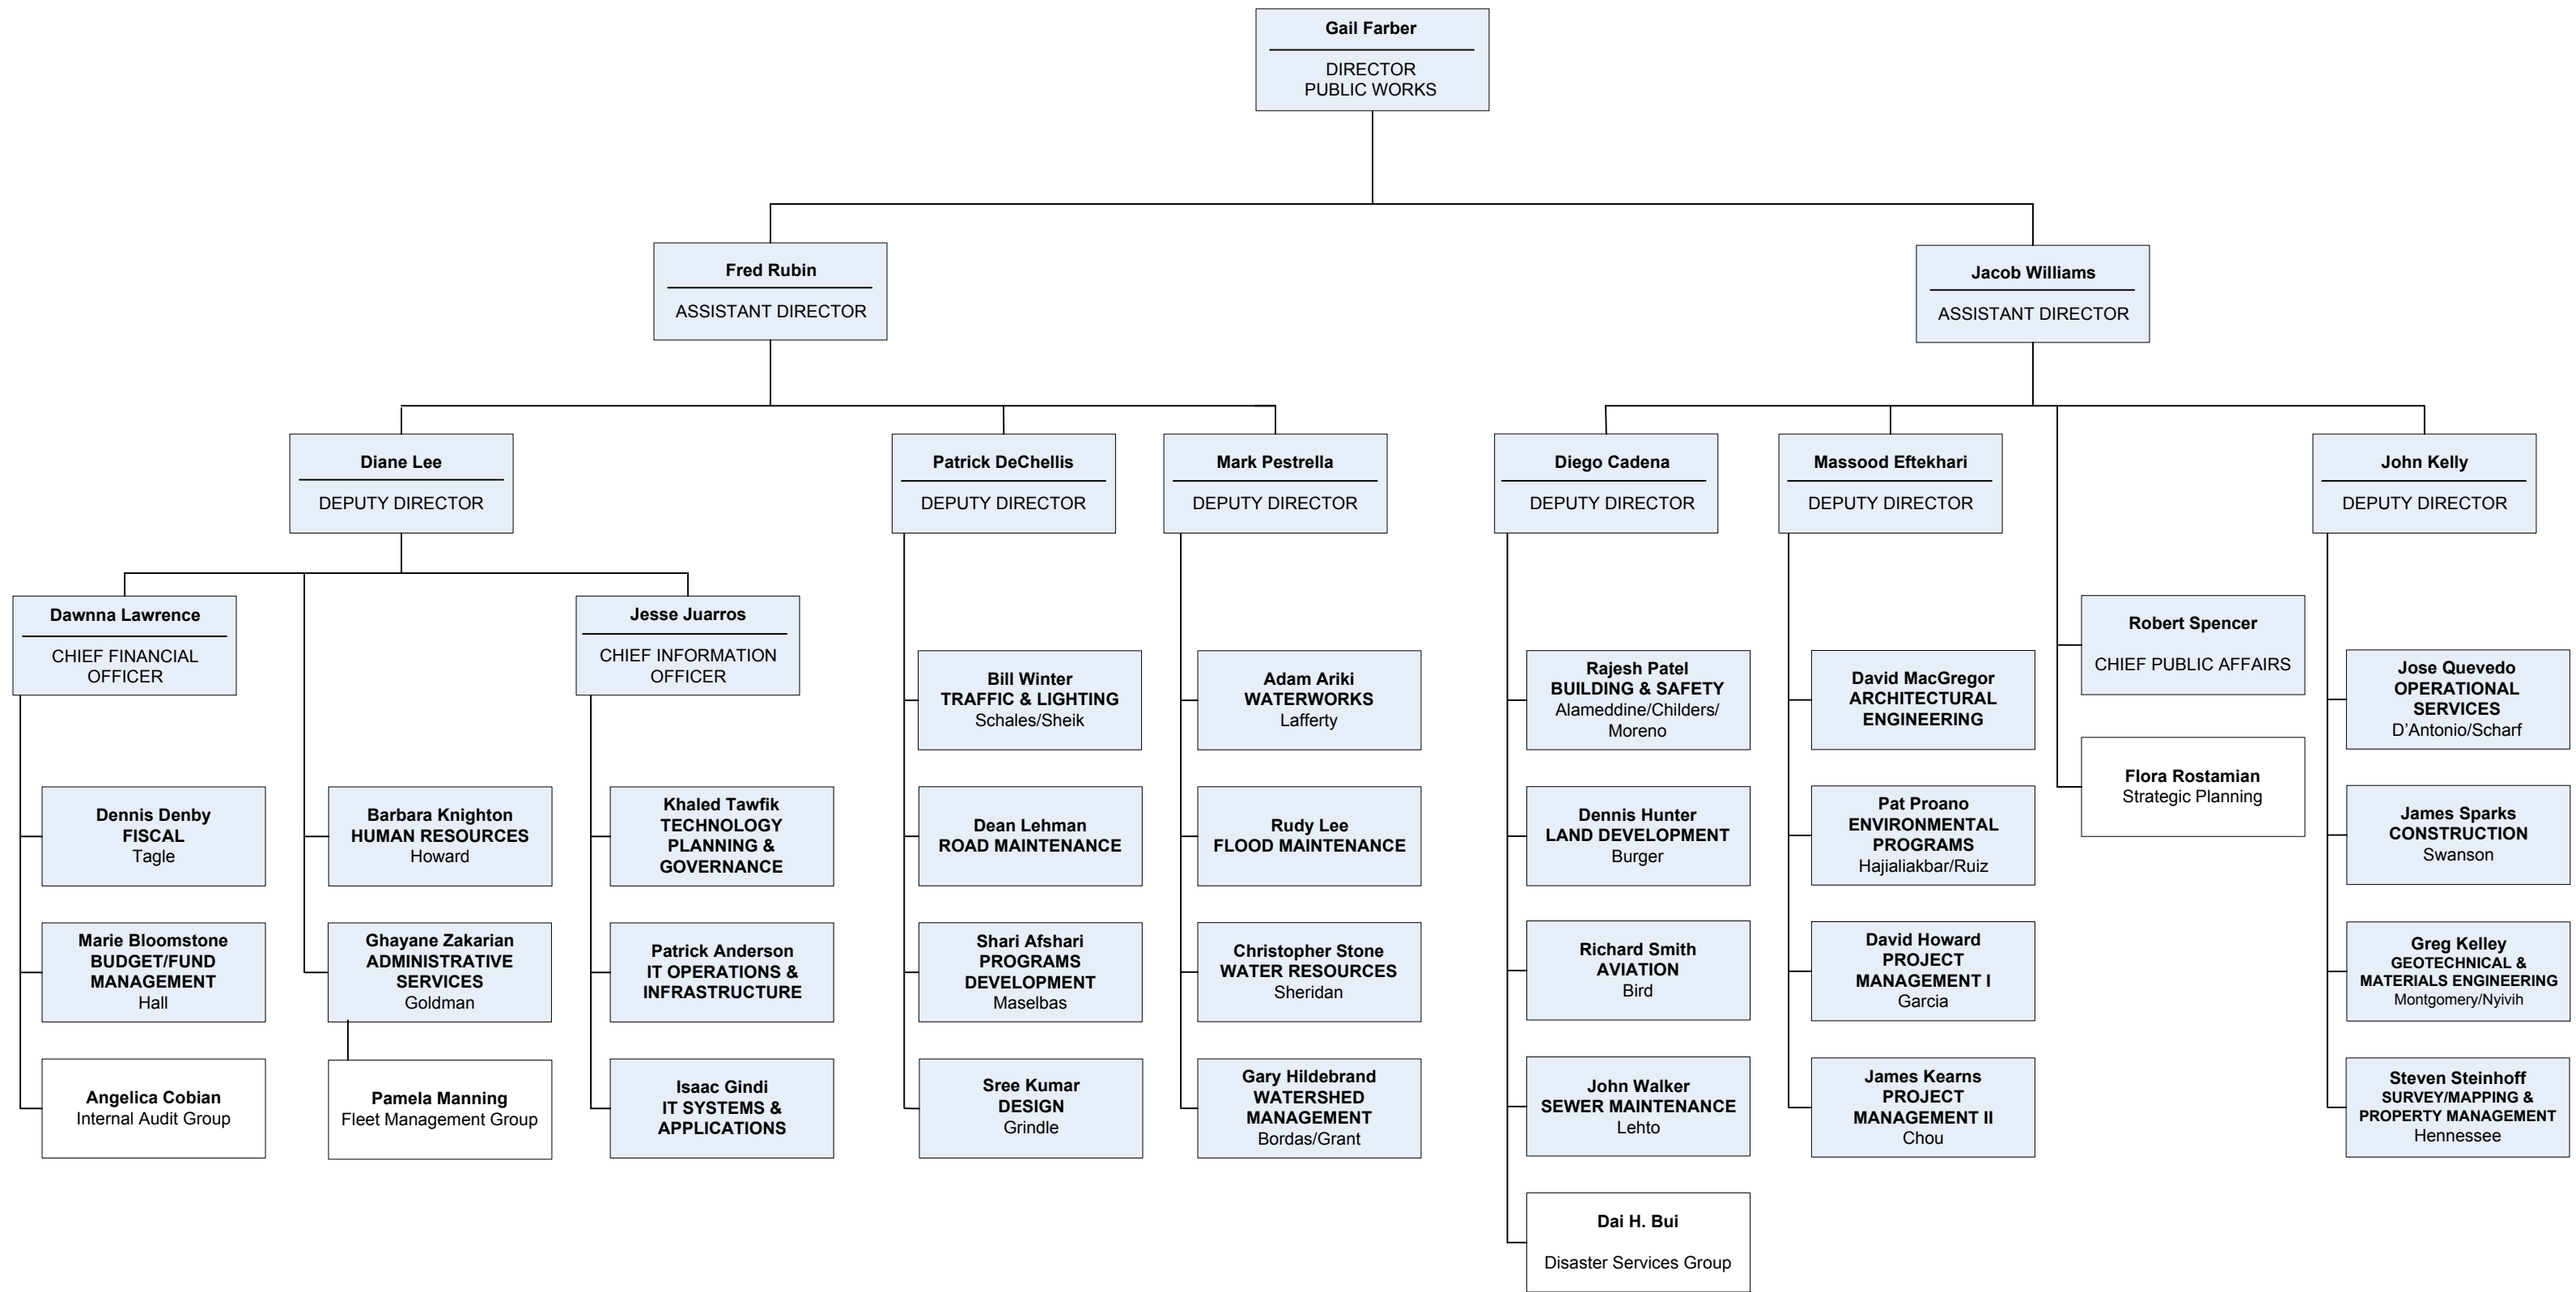 Gail Farber
DIRECTOR
PUBLIC WORKS
Fred Rubin
ASSISTANT DIRECTOR
Jacob Williams
ASSISTANT DIRECTOR
Diane Lee
DEPUTY DIRECTOR
Patrick DeChellis
DEPUTY DIRECTOR
Mark Pestrella
DEPUTY DIRECTOR
Diego Cadena
DEPUTY DIRECTOR
Massood Eftekhari
DEPUTY DIRECTOR
John Kelly
DEPUTY DIRECTOR
Dawnna Lawrence
CHIEF FINANCIAL
OFFICER
Jesse Juarros
CHIEF INFORMATION
OFFICER
Dennis Denby
FISCAL
Tagle
Marie Bloomstone
BUDGET/FUND
MANAGEMENT
Hall
Angelica Cobian
Internal Audit Group
Barbara Knighton
HUMAN RESOURCES
Howard
Ghayane Zakarian
ADMINISTRATIVE
SERVICES
Goldman
Pamela Manning
Fleet Management Group
Khaled Tawfik
TECHNOLOGY
PLANNING &
GOVERNANCE
Patrick Anderson
IT OPERATIONS &
INFRASTRUCTURE
Isaac Gindi
IT SYSTEMS &
APPLICATIONS
Bill Winter
TRAFFIC & LIGHTING
Schales/Sheik
Dean Lehman
ROAD MAINTENANCE
Shari Afshari
PROGRAMS
DEVELOPMENT
Maselbas
Sree Kumar
DESIGN
Grindle
Adam Ariki
WATERWORKS
Lafferty
Rudy Lee
FLOOD MAINTENANCE
Christopher Stone
WATER RESOURCES
Sheridan
Gary Hildebrand
WATERSHED
MANAGEMENT
Bordas/Grant
Rajesh Patel
BUILDING & SAFETY
Alameddine/Childers/
Moreno
Dennis Hunter
LAND DEVELOPMENT
Burger
Richard Smith
AVIATION
Bird
John Walker
SEWER MAINTENANCE
Lehto
Dai H. Bui
Disaster Services Group
David MacGregor
ARCHITECTURAL
ENGINEERING
Pat Proano
ENVIRONMENTAL
PROGRAMS
Hajialiakbar/Ruiz
David Howard
PROJECT
MANAGEMENT I
Garcia
James Kearns
PROJECT
MANAGEMENT II
Chou
Robert Spencer
CHIEF PUBLIC AFFAIRS
Flora Rostamian
Strategic Planning
Jose Quevedo
OPERATIONAL
SERVICES
D’Antonio/Scharf
James Sparks
CONSTRUCTION
Swanson
Greg Kelley
GEOTECHNICAL &
MATERIALS ENGINEERING
Montgomery/Nyivih
Steven Steinhoff
SURVEY/MAPPING &
PROPERTY MANAGEMENT
Hennessee